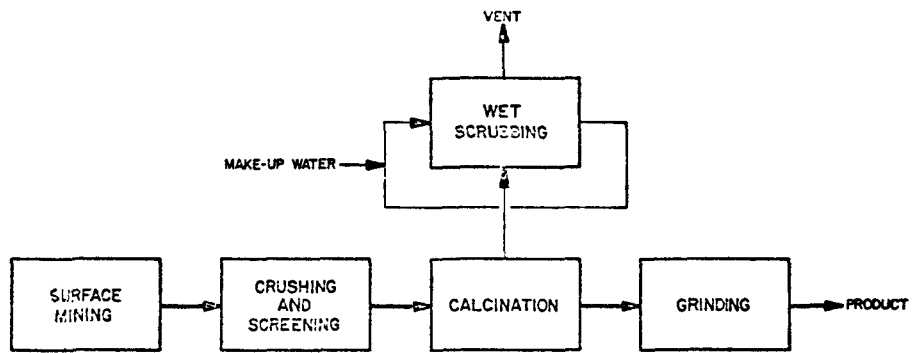 VENT
WET
SCRUBBING
MAKE-UP WATER
SURFACE
MINING
CRUSHING
AND
SCREENING
CALCINATION
GRINDING
PRODUCT